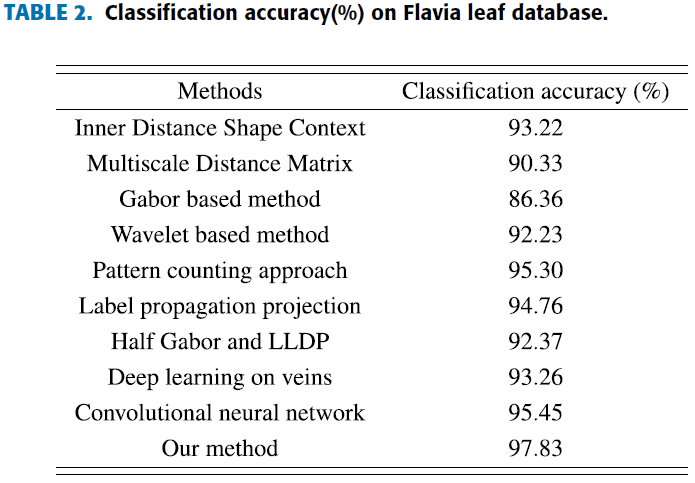 TABLE 2. Classification accuracy(%) on Flavia leaf database.
Methods Classification accuracy (%)
Inner Distance Shape Context 93.22
Multiscale Distance Matrix 90.33
Gabor based method 86.36
Wavelet based method 92.23
Pattern counting approach 95.30
Label propagation projection 94.76
Half Gabor and LLDP 92.37
Deep learning on veins 93.26
Convolutional neural network 95.45
Our method 97.83